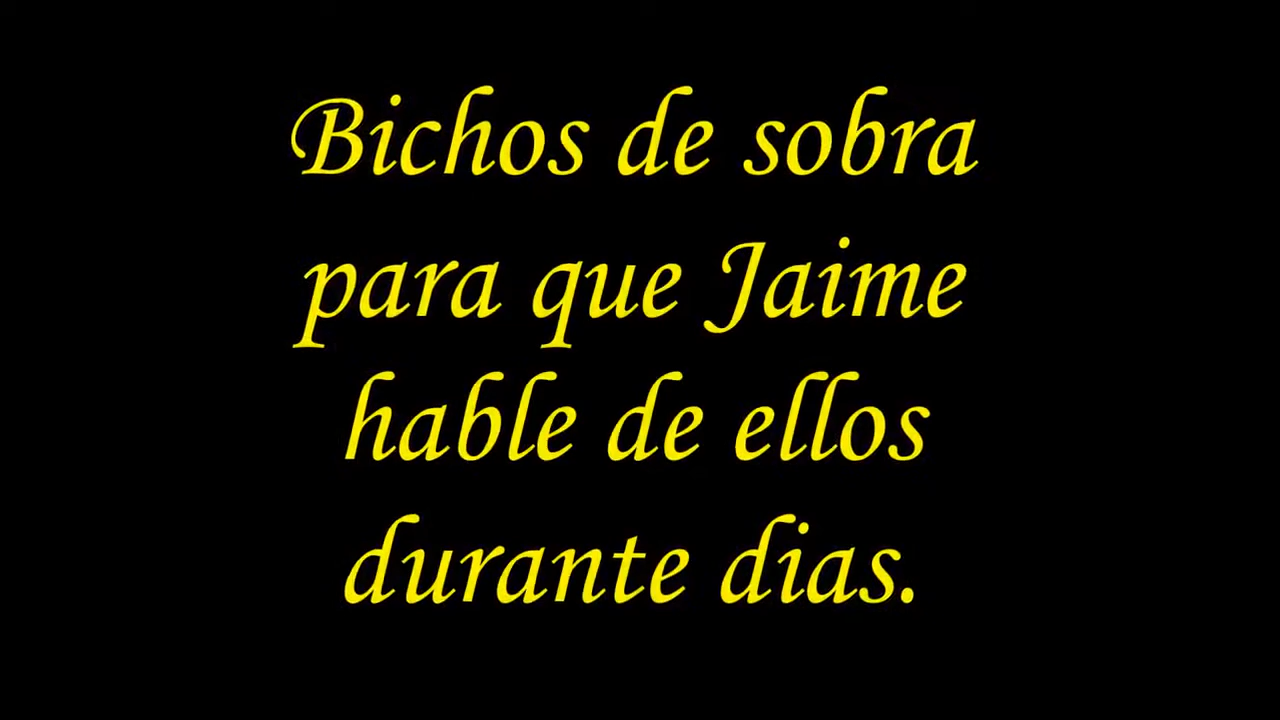 Bichos de sobra
para que Jaime
hable de ellos
durante dias.